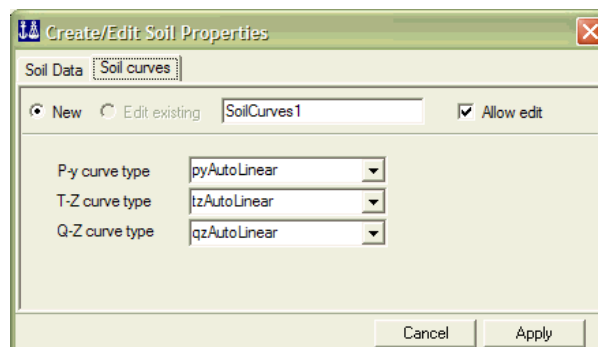 Create/Edit Soil Properties
Soil Data Soil curves
New Edit existing SoilCurves1 Allow edit
P-y curve type pyAutoLinear
T-Z curve type tzAutoLinear
Q-Z curve type qzAutoLinear
Cancel Apply